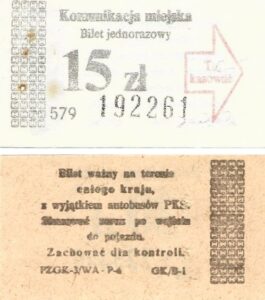 Komunikacja miejska
Bilet jednorazowy
15 zł
Tu
kasować
579 192261
Bilet ważny na terenie
całego kraju,
z wyjątkiem autobusów PKS.
Skasować zaraz po wejściu
do pojazdu.
Zachować dla kontroli.
PZGK-3/WA-P-6 GK/B-1